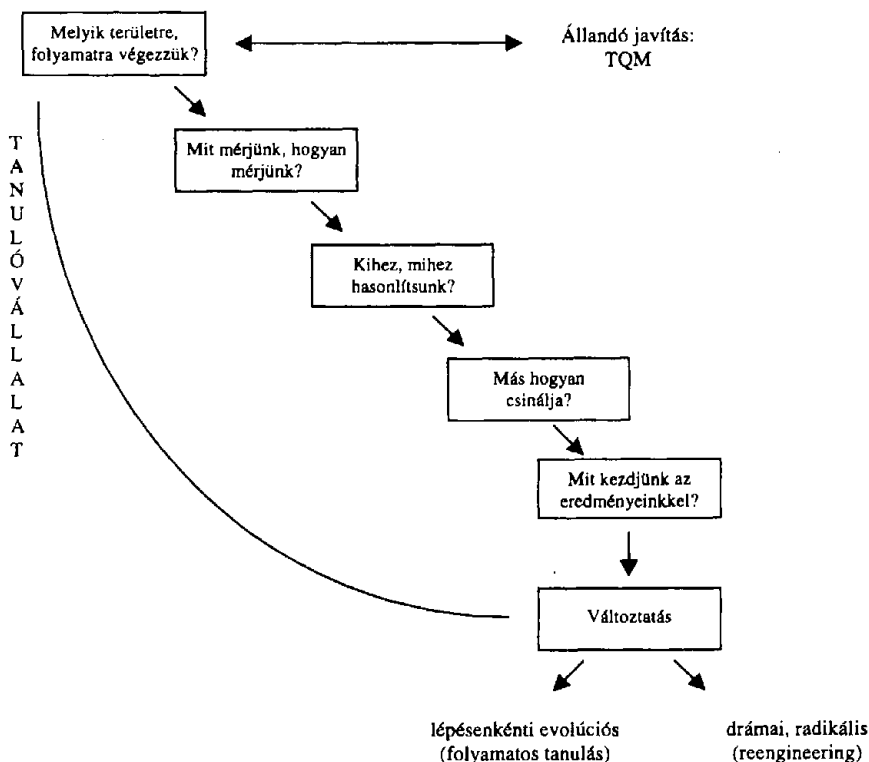 Melyik területre,
folyamatra végezzük?
Állandó javítás:
TQM
TANULÓVÁLLALAT
Mit mérjünk, hogyan
mérjünk?
Kihez, mihez
hasonlítsunk?
Más hogyan
csinálja?
Mit kezdjünk az
eredményeinkkel?
Változtatás
lépésenkénti evolúciós
(folyamatos tanulás)
drámai, radikális
(reengineering)